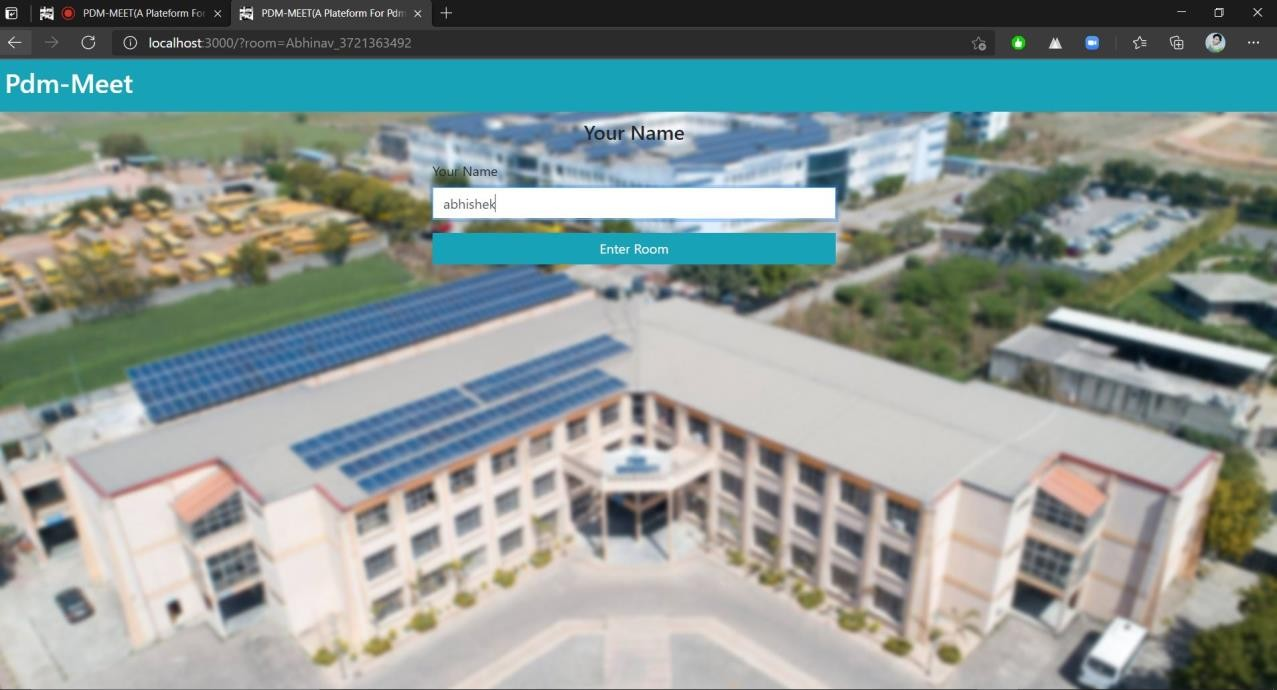 PDM-MEET(A Plateform Fo
PDM-MEET(A Plateform For Pdm
localhost:3000/?room=Abhinav_3721363492
Pdm-Meet
Your Name
Your Name
abhishek
Enter Room